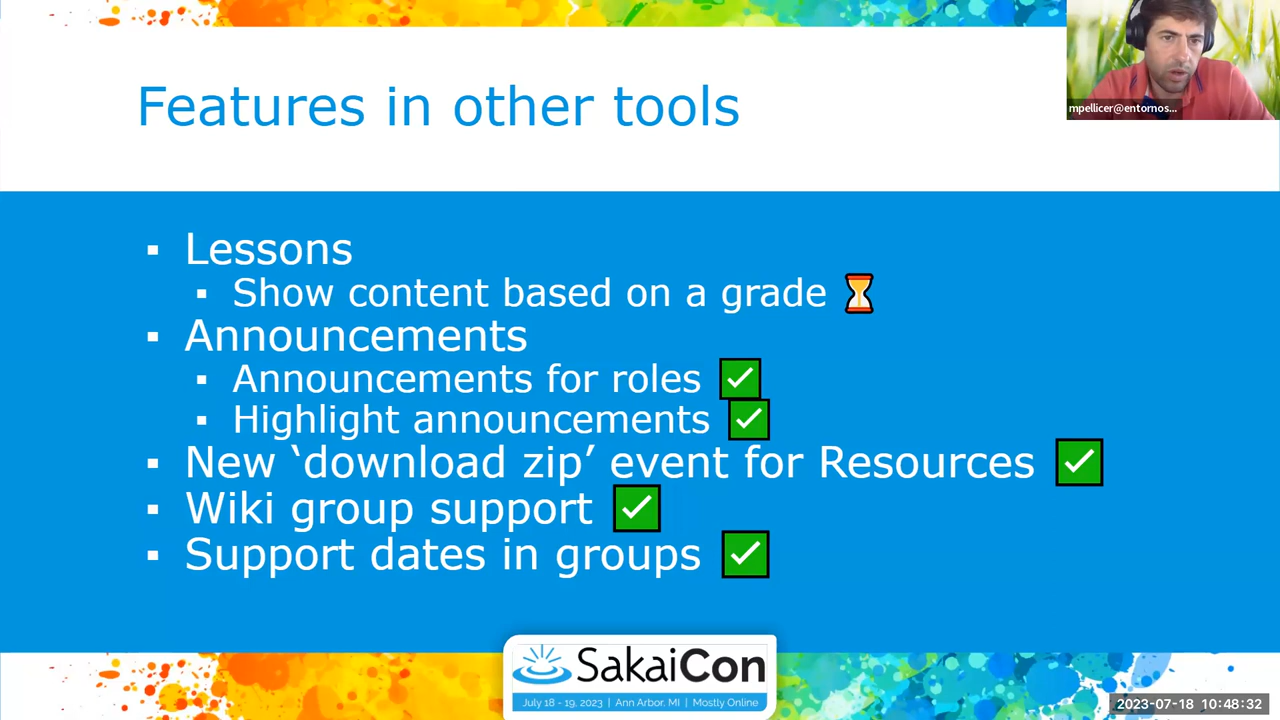 Features in other tools
mpellicer@entornos...
Lessons
Show content based on a grade
Announcements
Announcements for roles
Highlight announcements
New ‘download zip’ event for Resources
Wiki group support
Support dates in groups
SakaiCon
July 18 - 19, 2023 | Ann Arbor. MI | Mostly Online
2023-07-18 10:48:32